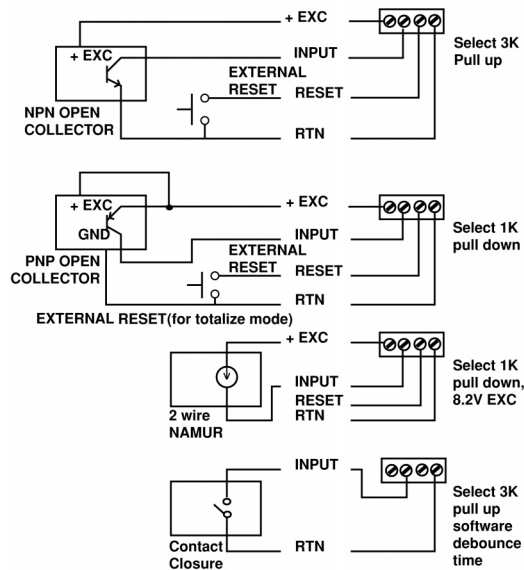 + EXC
+ EXC
INPUT
Select 3K
Pull up
EXTERNAL
RESET
RESET
NPN OPEN
COLLECTOR
RTN
+ EXC
+ EXC
GND
INPUT
Select 1K
pull down
EXTERNAL
RESET
RESET
PNP OPEN
COLLECTOR
RTN
EXTERNAL RESET(for totalize mode)
+ EXC
Select 1K
pull down,
8.2V EXC
INPUT
RESET
RTN
2 wire
NAMUR
INPUT
Select 3K
pull up
software
debounce
time
Contact
Closure
RTN